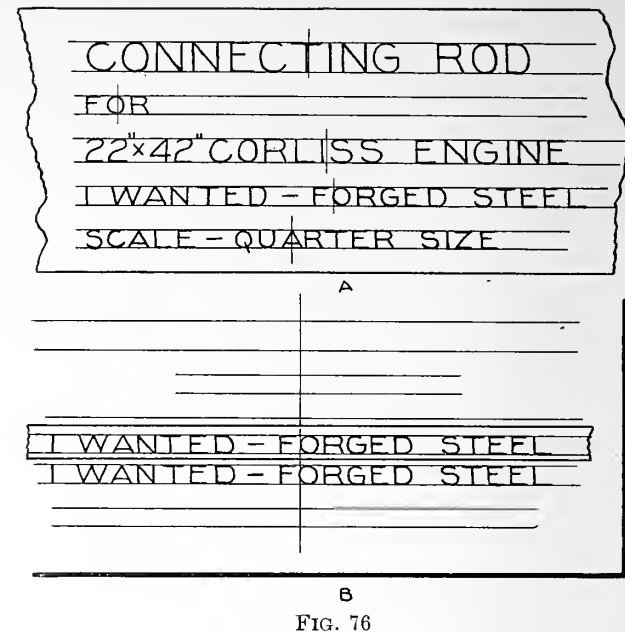 CONNECTING ROD
FOR
22"×42" CORLISS ENGINE
1 WANTED – FORGED STEEL
SCALE – QUARTER SIZE
A
1 WANTED – FORGED STEEL
1 WANTED – FORGED STEEL
B
FIG. 76